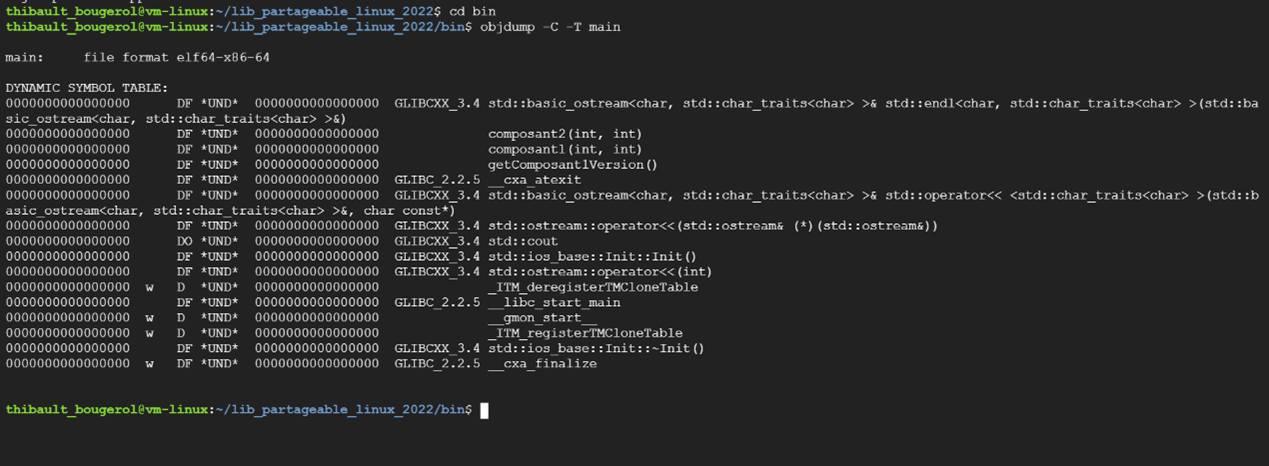 thibault_bougerol@vm-linux:~/lib_partageable_linux_2022$ cd bin
thibault_bougerol@vm-linux:~/lib_partageable_linux_2022/bin$ objdump -C -T main
main:     file format elf64-x86-64
DYNAMIC SYMBOL TABLE:
0000000000000000      DF *UND*  0000000000000000  GLIBCXX_3.4 std::basic_ostream<char, std::char_traits<char> >& std::endl<char, std::char_traits<char> >(std::ba
sic_ostream<char, std::char_traits<char> >&)
0000000000000000      DF *UND*  0000000000000000              composant2(int, int)
0000000000000000      DF *UND*  0000000000000000              composant1(int, int)
0000000000000000      DF *UND*  0000000000000000              getComposant1Version()
0000000000000000      DF *UND*  0000000000000000  GLIBC_2.2.5 __cxa_atexit
0000000000000000      DF *UND*  0000000000000000  GLIBCXX_3.4 std::basic_ostream<char, std::char_traits<char> >& std::operator<< <std::char_traits<char> >(std::b
asic_ostream<char, std::char_traits<char> >&, char const*)
0000000000000000      DF *UND*  0000000000000000  GLIBCXX_3.4 std::ostream::operator<<(std::ostream& (*)(std::ostream&))
0000000000000000      DO *UND*  0000000000000000  GLIBCXX_3.4 std::cout
0000000000000000      DF *UND*  0000000000000000  GLIBCXX_3.4 std::ios_base::Init::Init()
0000000000000000      DF *UND*  0000000000000000  GLIBCXX_3.4 std::ostream::operator<<(int)
0000000000000000  w   D  *UND*  0000000000000000              _ITM_deregisterTMCloneTable
0000000000000000      DF *UND*  0000000000000000  GLIBC_2.2.5 __libc_start_main
0000000000000000  w   D  *UND*  0000000000000000              __gmon_start__
0000000000000000  w   D  *UND*  0000000000000000              _ITM_registerTMCloneTable
0000000000000000      DF *UND*  0000000000000000  GLIBCXX_3.4 std::ios_base::Init::~Init()
0000000000000000  w   DF *UND*  0000000000000000  GLIBC_2.2.5 __cxa_finalize
thibault_bougerol@vm-linux:~/lib_partageable_linux_2022/bin$